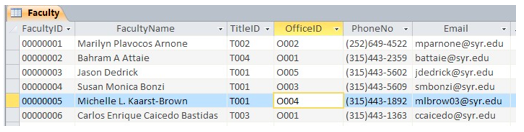 Faculty
FacultyID FacultyName TitleID OfficeID PhoneNo Email
00000001 Marilyn Plavocos Arnone T002 O002 (252)649-4522 mparnone@syr.edu
00000002 Bahram A Attaie T004 O001 (315)443-2359 battaie@syr.edu
00000003 Jason Dedrick T001 O005 (315)443-5602 jdedrick@syr.edu
00000004 Susan Monica Bonzi T001 O003 (315)443-5609 smbonzi@syr.edu
00000005 Michelle L. Kaarst-Brown T001 O004 (315)443-1892 mlbrow03@syr.edu
00000006 Carlos Enrique Caicedo Bastidas T003 O001 (315)443-1363 ccaicedo@syr.edu